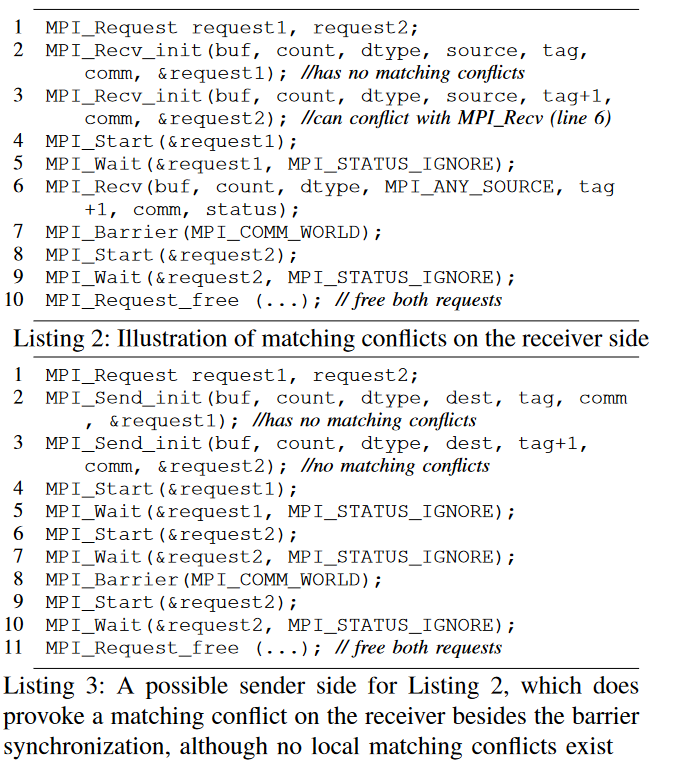 1 MPI_Request request1, request2;
2 MPI_Recv_init(buf, count, dtype, source, tag,
comm, &request1); //has no matching conflicts
3 MPI_Recv_init(buf, count, dtype, source, tag+1,
comm, &request2); //can conflict with MPI_Recv (line 6)
4 MPI_Start(&request1);
5 MPI_Wait(&request1, MPI_STATUS_IGNORE);
6 MPI_Recv(buf, count, dtype, MPI_ANY_SOURCE, tag
+1, comm, status);
7 MPI_Barrier(MPI_COMM_WORLD);
8 MPI_Start(&request2);
9 MPI_Wait(&request2, MPI_STATUS_IGNORE);
10 MPI_Request_free (...); // free both requests
Listing 2: Illustration of matching conflicts on the receiver side
1 MPI_Request request1, request2;
2 MPI_Send_init(buf, count, dtype, dest, tag, comm
, &request1); //has no matching conflicts
3 MPI_Send_init(buf, count, dtype, dest, tag+1,
comm, &request2); //no matching conflicts
4 MPI_Start(&request1);
5 MPI_Wait(&request1, MPI_STATUS_IGNORE);
6 MPI_Start(&request2);
7 MPI_Wait(&request2, MPI_STATUS_IGNORE);
8 MPI_Barrier(MPI_COMM_WORLD);
9 MPI_Start(&request2);
10 MPI_Wait(&request2, MPI_STATUS_IGNORE);
11 MPI_Request_free (...); // free both requests
Listing 3: A possible sender side for Listing 2, which does
provoke a matching conflict on the receiver besides the barrier
synchronization, although no local matching conflicts exist